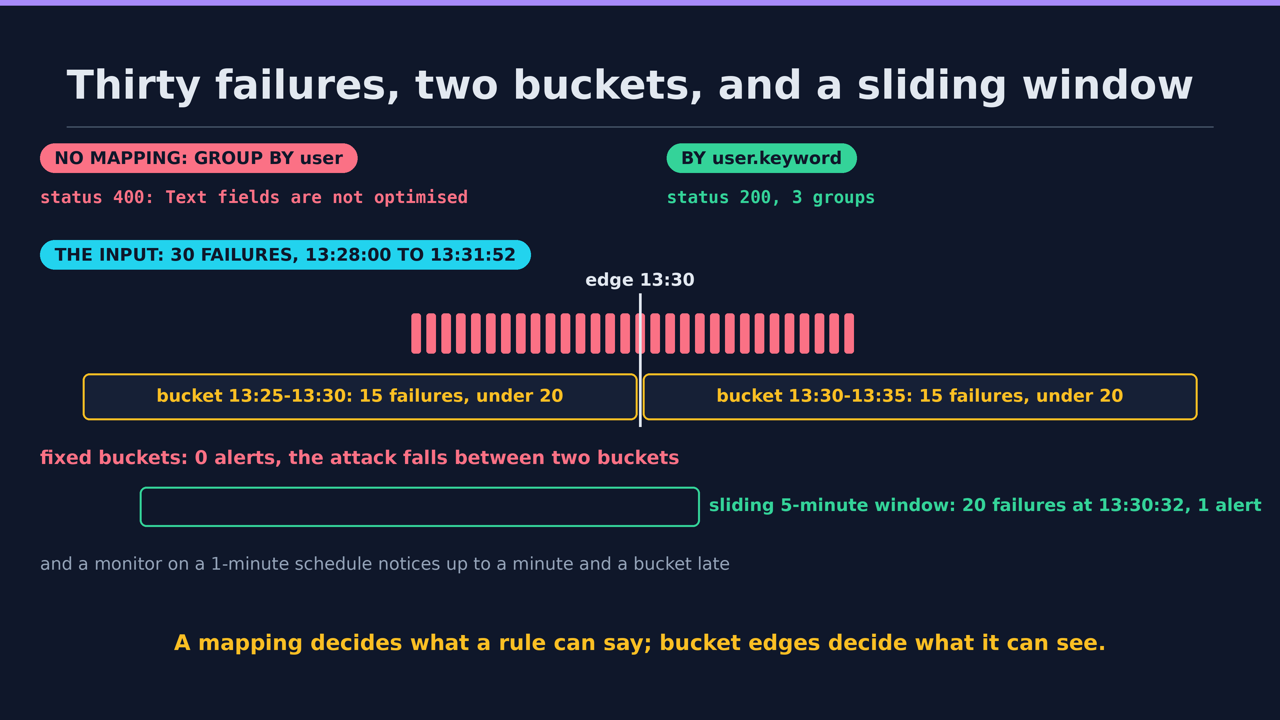 Thirty failures, two buckets, and a sliding window
NO MAPPING: GROUP BY user
BY user.keyword
status 400: Text fields are not optimised
status 200, 3 groups
THE INPUT: 30 FAILURES, 13:28:00 TO 13:31:52
edge 13:30
bucket 13:25-13:30: 15 failures, under 20
bucket 13:30-13:35: 15 failures, under 20
fixed buckets: 0 alerts, the attack falls between two buckets
sliding 5-minute window: 20 failures at 13:30:32, 1 alert
and a monitor on a 1-minute schedule notices up to a minute and a bucket late
A mapping decides what a rule can say; bucket edges decide what it can see.